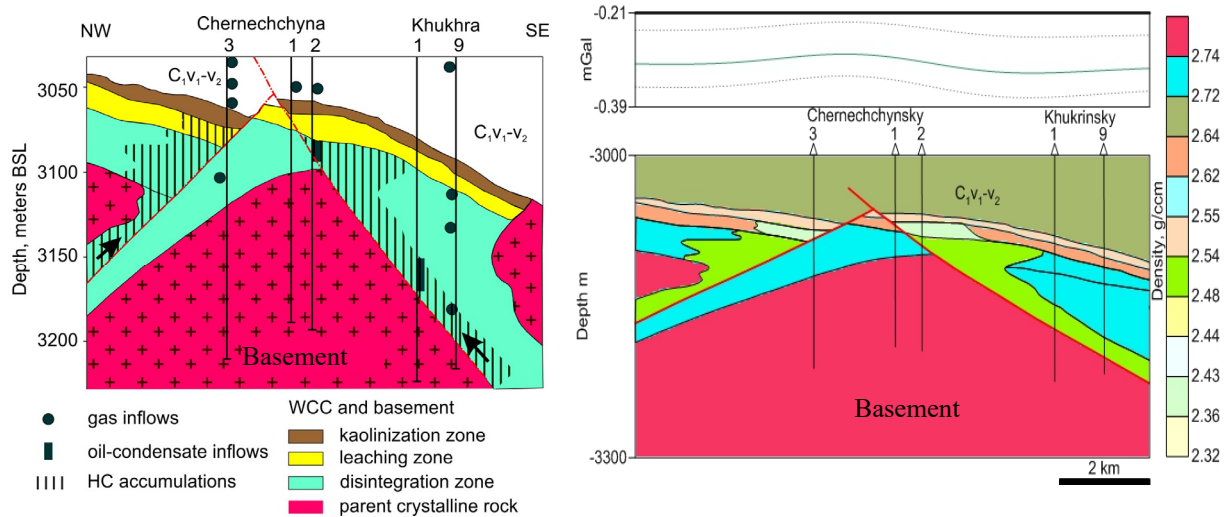 NW
Chernechchyna
Khukhra
SE
3
1
2
1
9
Depth, meters BSL
3050
3100
3150
3200
C₁v₁-v₂
C₁v₁-v₂
Basement
gas inflows
oil-condensate inflows
HC accumulations
WCC and basement
kaolinization zone
leaching zone
disintegration zone
parent crystalline rock
mGal
-0.21
-0.39
Chernechchynsky
Khukrinsky
3
1
2
1
9
Depth m
-3000
-3300
C₁v₁-v₂
Basement
2 km
Density, g/ccm
2.74
2.72
2.64
2.62
2.55
2.54
2.48
2.44
2.43
2.36
2.32